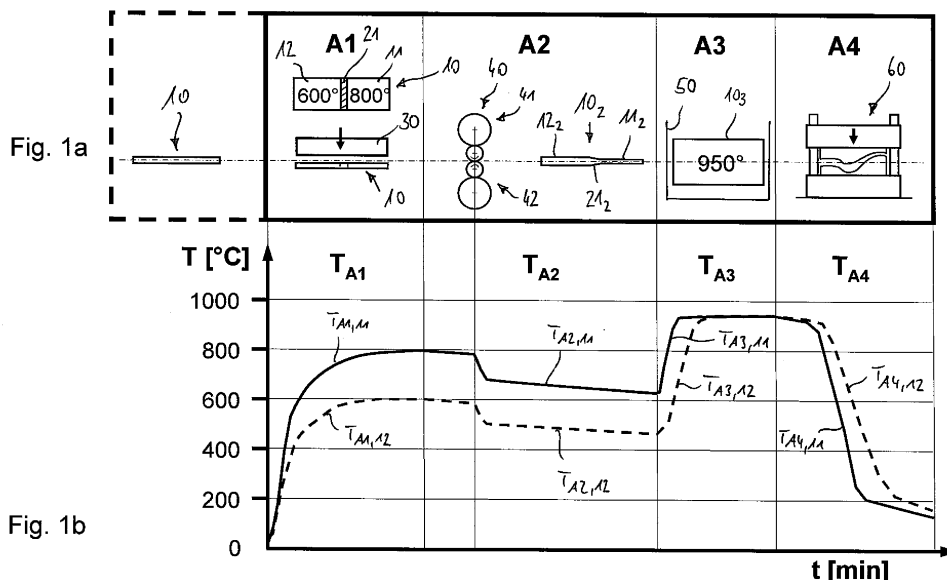 Fig. 1a
10
A1
12
21
11
10
600°
800°
30
10
A2
40
41
42
10₂
12₂
11₂
21₂
A3
50
10₃
950°
A4
60
Fig. 1b
T [°C]
T_A1
T_A2
T_A3
T_A4
1000
800
600
400
200
0
T_A1,11
T_A1,12
T_A2,11
T_A2,12
T_A3,11
T_A3,12
T_A4,12
T_A4,11
t [min]